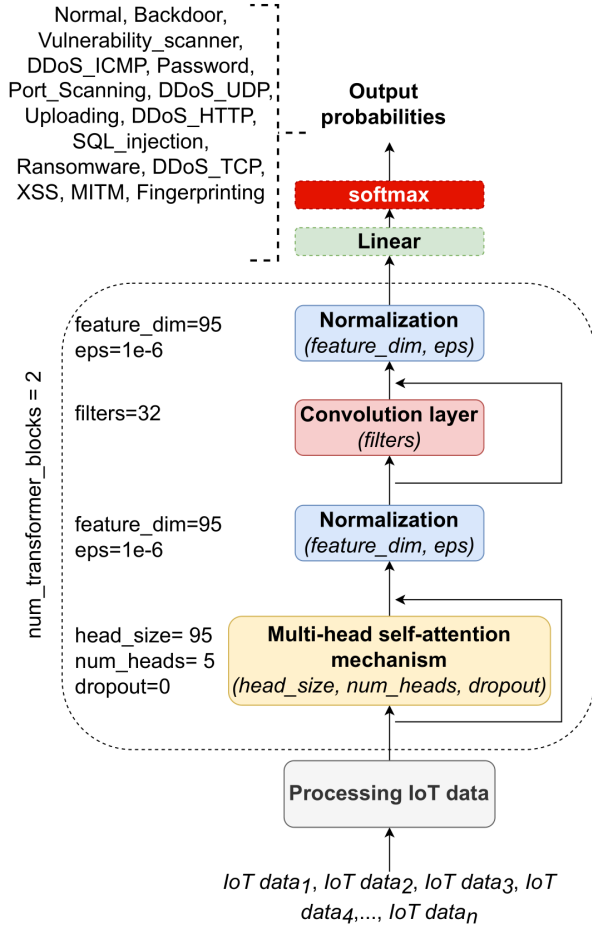 Normal, Backdoor,
Vulnerability_scanner,
DDoS_ICMP, Password,
Port_Scanning, DDoS_UDP,
Uploading, DDoS_HTTP,
SQL_injection,
Ransomware, DDoS_TCP,
XSS, MITM, Fingerprinting
Output
probabilities
softmax
Linear
num_transformer_blocks = 2
feature_dim=95
eps=1e-6
Normalization
(feature_dim, eps)
filters=32
Convolution layer
(filters)
feature_dim=95
eps=1e-6
Normalization
(feature_dim, eps)
head_size= 95
num_heads= 5
dropout=0
Multi-head self-attention
mechanism
(head_size, num_heads, dropout)
Processing IoT data
IoT data1, IoT data2, IoT data3, IoT
data4,..., IoT datan